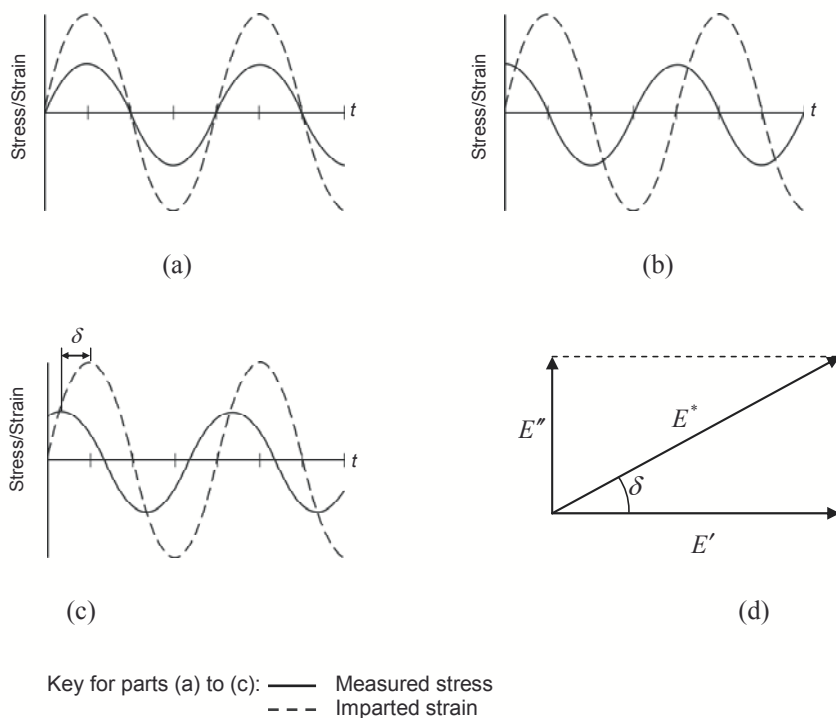 Stress/Strain
t
(a)
Stress/Strain
t
(b)
δ
Stress/Strain
t
(c)
E″
E*
δ
E′
(d)
Key for parts (a) to (c): Measured stress
Imparted strain